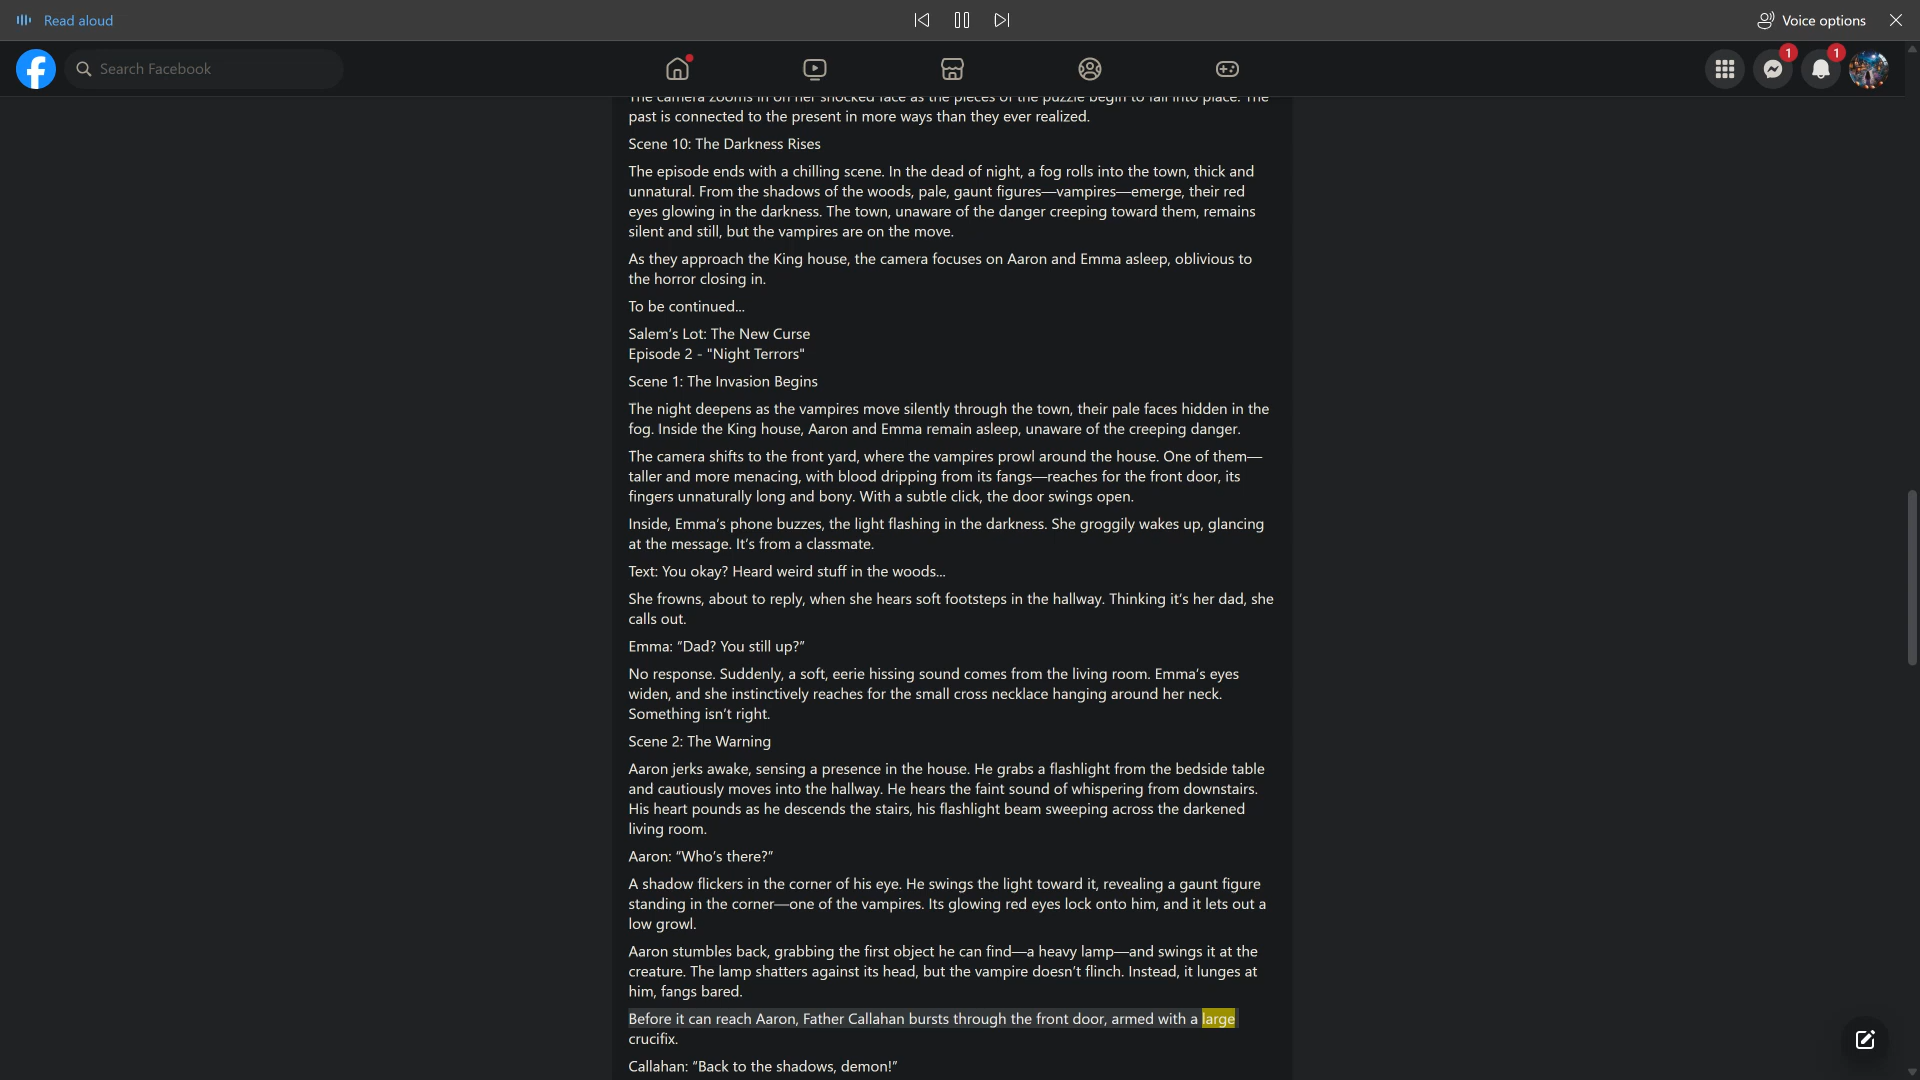 Read aloud
Voice options
Search Facebook
1
1
The camera zooms in on her shocked face as the pieces of the puzzle begin to fall into place. The
past is connected to the present in more ways than they ever realized.
Scene 10: The Darkness Rises
The episode ends with a chilling scene. In the dead of night, a fog rolls into the town, thick and
unnatural. From the shadows of the woods, pale, gaunt figures—vampires—emerge, their red
eyes glowing in the darkness. The town, unaware of the danger creeping toward them, remains
silent and still, but the vampires are on the move.
As they approach the King house, the camera focuses on Aaron and Emma asleep, oblivious to
the horror closing in.
To be continued…
Salem’s Lot: The New Curse
Episode 2 - "Night Terrors"
Scene 1: The Invasion Begins
The night deepens as the vampires move silently through the town, their pale faces hidden in the
fog. Inside the King house, Aaron and Emma remain asleep, unaware of the creeping danger.
The camera shifts to the front yard, where the vampires prowl around the house. One of them—
taller and more menacing, with blood dripping from its fangs—reaches for the front door, its
fingers unnaturally long and bony. With a subtle click, the door swings open.
Inside, Emma’s phone buzzes, the light flashing in the darkness. She groggily wakes up, glancing
at the message. It’s from a classmate.
Text: You okay? Heard weird stuff in the woods…
She frowns, about to reply, when she hears soft footsteps in the hallway. Thinking it’s her dad, she
calls out.
Emma: “Dad? You still up?”
No response. Suddenly, a soft, eerie hissing sound comes from the living room. Emma’s eyes
widen, and she instinctively reaches for the small cross necklace hanging around her neck.
Something isn’t right.
Scene 2: The Warning
Aaron jerks awake, sensing a presence in the house. He grabs a flashlight from the bedside table
and cautiously moves into the hallway. He hears the faint sound of whispering from downstairs.
His heart pounds as he descends the stairs, his flashlight beam sweeping across the darkened
living room.
Aaron: “Who’s there?”
A shadow flickers in the corner of his eye. He swings the light toward it, revealing a gaunt figure
standing in the corner—one of the vampires. Its glowing red eyes lock onto him, and it lets out a
low growl.
Aaron stumbles back, grabbing the first object he can find—a heavy lamp—and swings it at the
creature. The lamp shatters against its head, but the vampire doesn’t flinch. Instead, it lunges at
him, fangs bared.
Before it can reach Aaron, Father Callahan bursts through the front door, armed with a large
crucifix.
Callahan: “Back to the shadows, demon!”